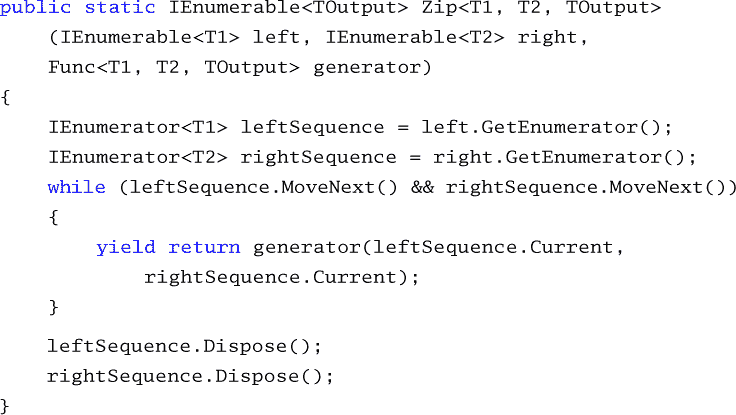 public static IEnumerable<TOutput> Zip<T1, T2, TOutput>
    (IEnumerable<T1> left, IEnumerable<T2> right,
    Func<T1, T2, TOutput> generator)
{
    IEnumerator<T1> leftSequence = left.GetEnumerator();
    IEnumerator<T2> rightSequence = right.GetEnumerator();
    while (leftSequence.MoveNext() && rightSequence.MoveNext())
    {
        yield return generator(leftSequence.Current,
            rightSequence.Current);
    }
    leftSequence.Dispose();
    rightSequence.Dispose();
}